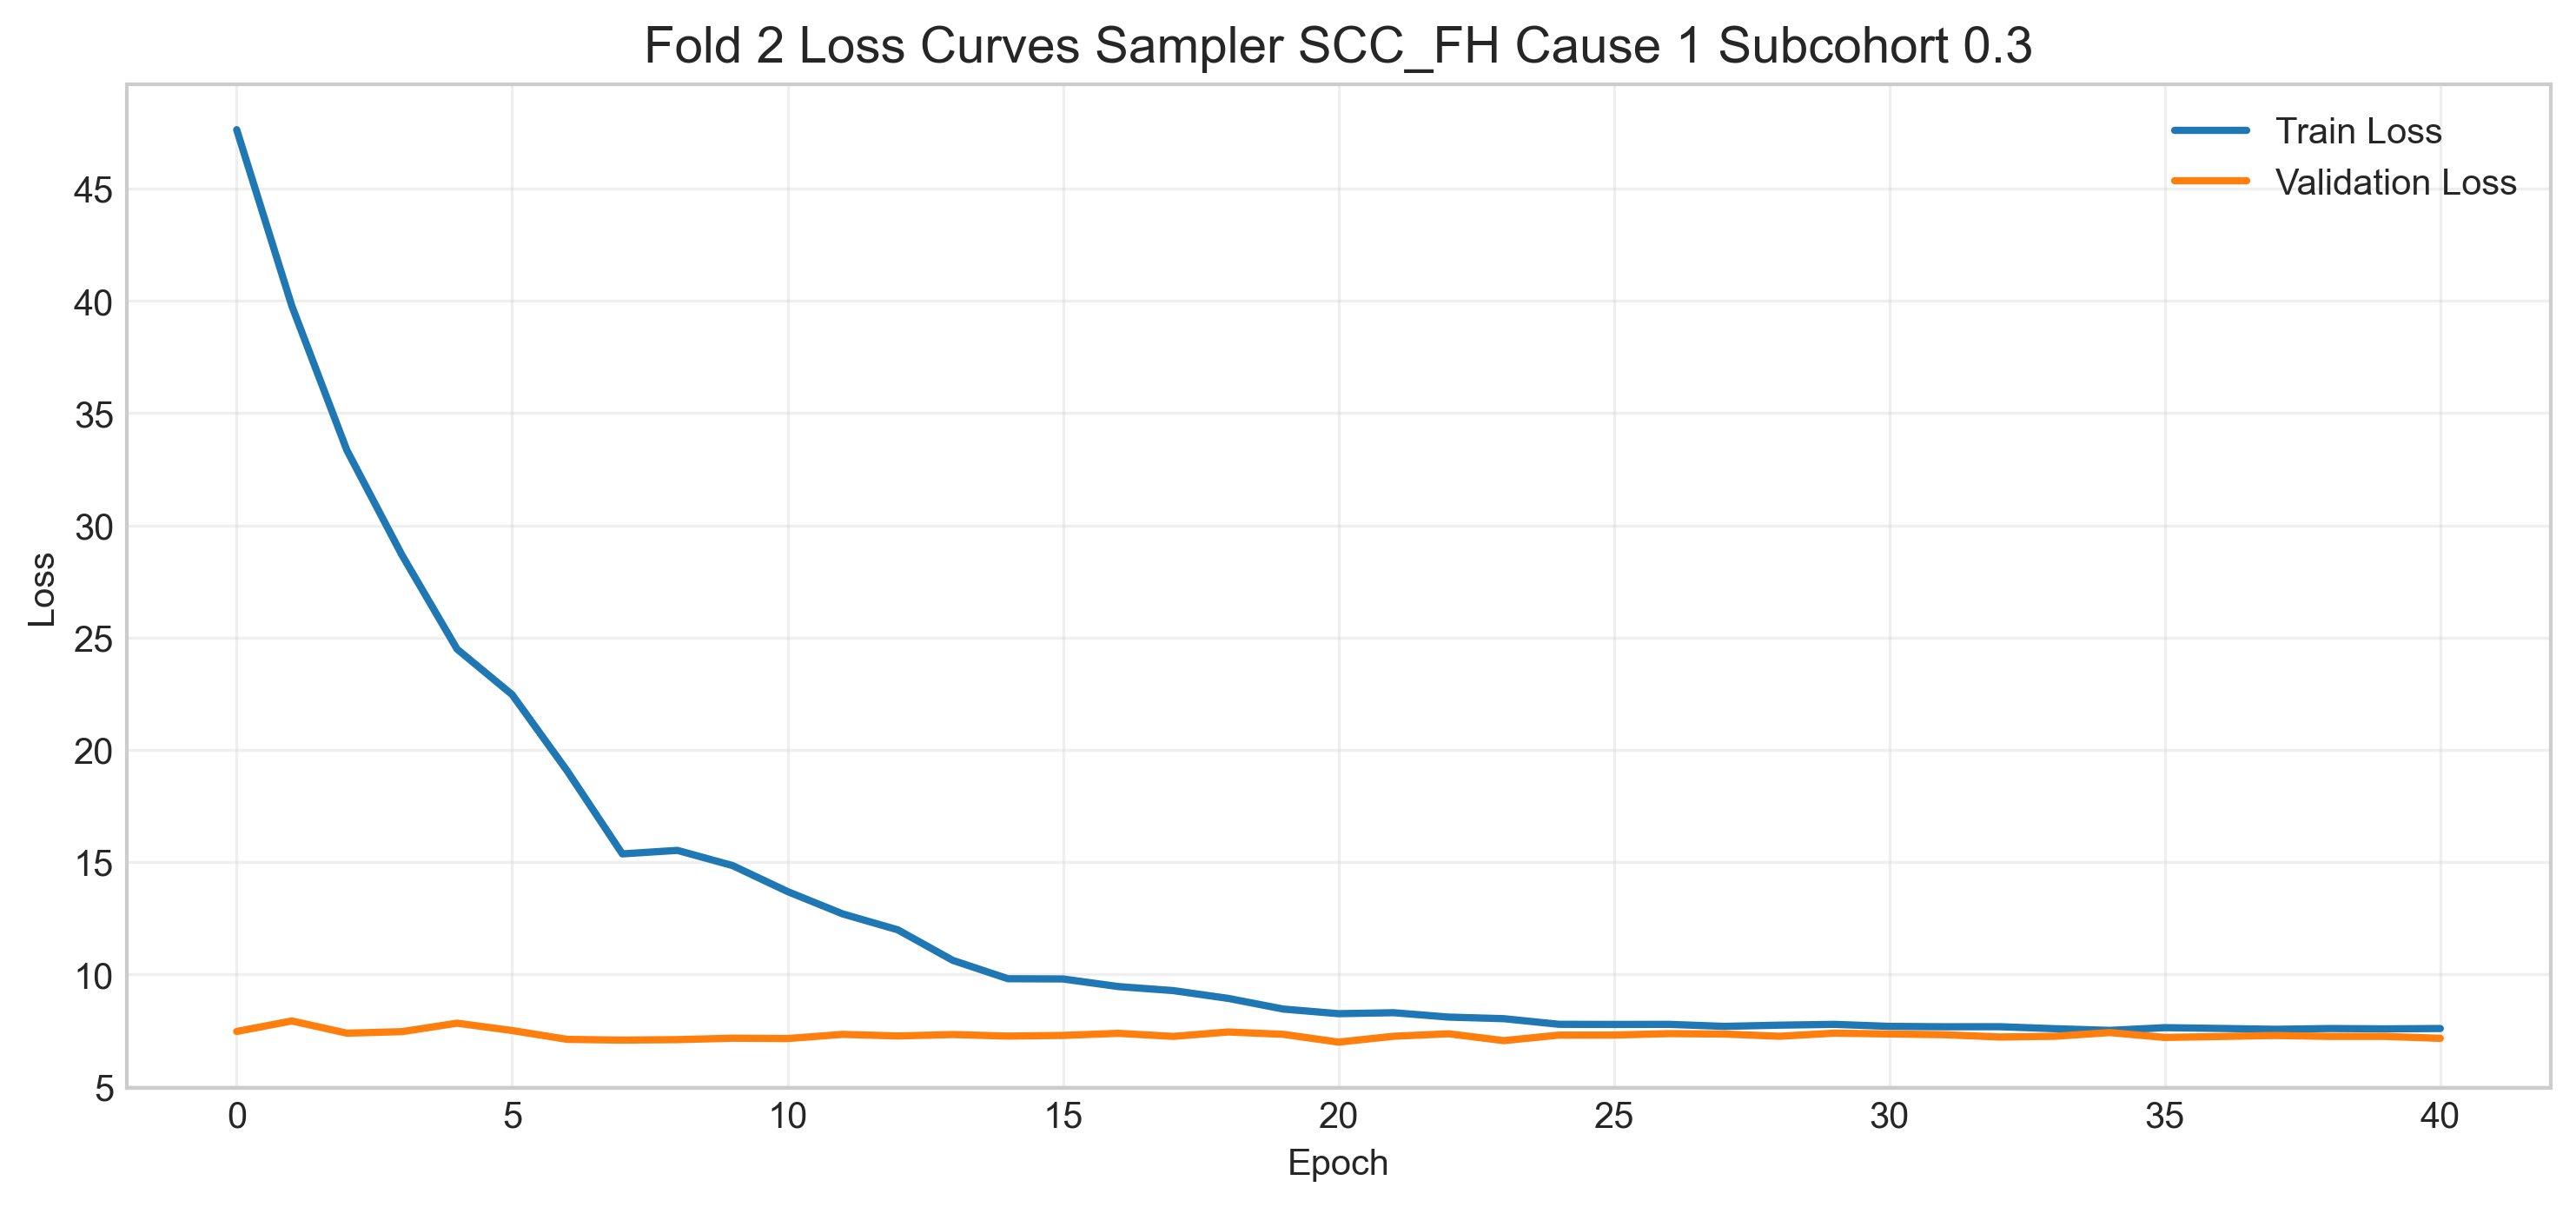 Fold 2 Loss Curves Sampler SCC_FH Cause 1 Subcohort 0.3
Train Loss
Validation Loss
45
40
35
30
25
20
15
10
5
Loss
0 5 10 15 20 25 30 35 40
Epoch